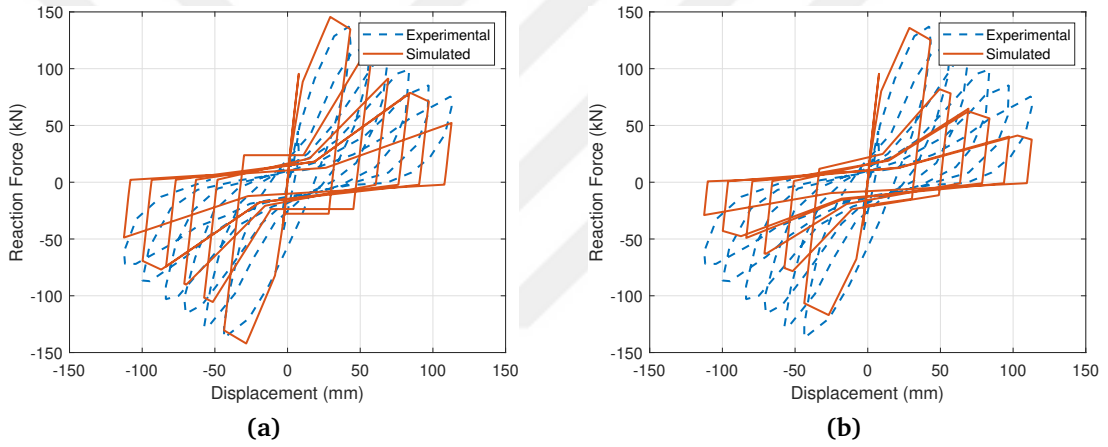 150
100
50
0
-50
-100
-150
Reaction Force (kN)
-150 -100 -50 0 50 100 150
Displacement (mm)
Experimental
Simulated
(a)
150
100
50
0
-50
-100
-150
Reaction Force (kN)
-150 -100 -50 0 50 100 150
Displacement (mm)
Experimental
Simulated
(b)